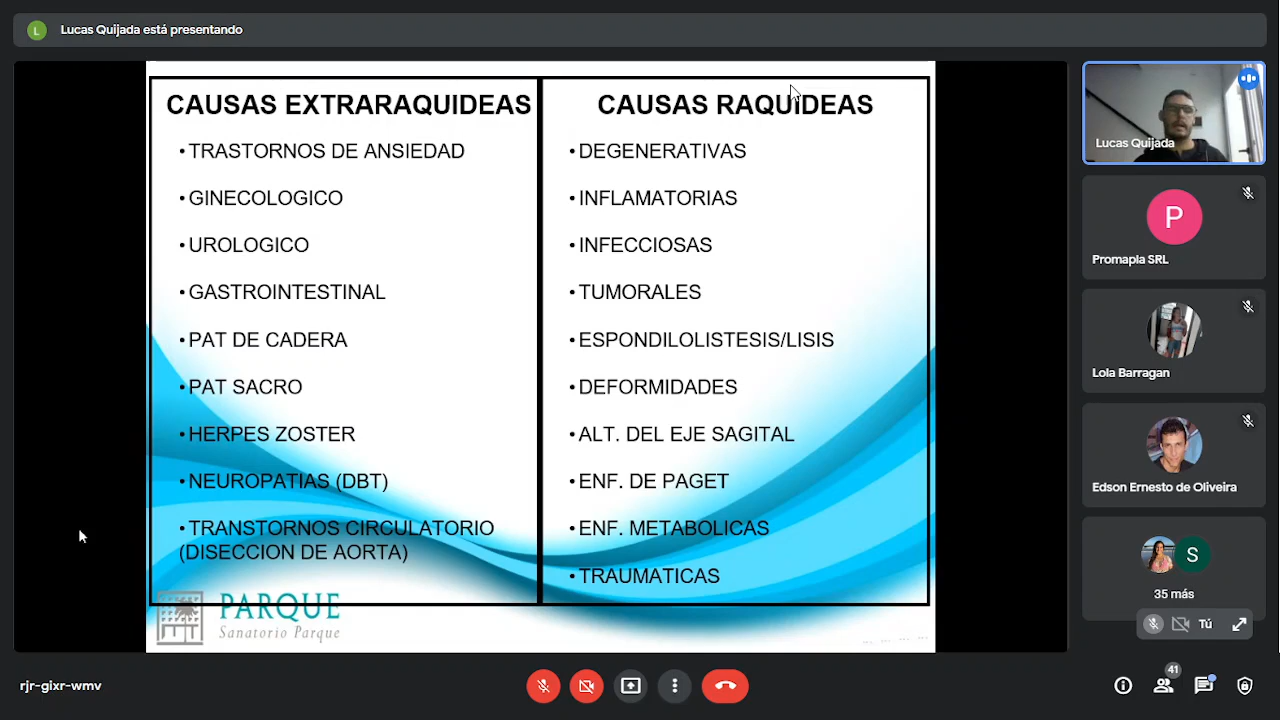 L
Lucas Quijada está presentando
CAUSAS EXTRARAQUIDEAS
•TRASTORNOS DE ANSIEDAD
•GINECOLOGICO
•UROLOGICO
•GASTROINTESTINAL
•PAT DE CADERA
•PAT SACRO
•HERPES ZOSTER
•NEUROPATIAS (DBT)
•TRANSTORNOS CIRCULATORIO
(DISECCION DE AORTA)
CAUSAS RAQUIDEAS
•DEGENERATIVAS
•INFLAMATORIAS
•INFECCIOSAS
•TUMORALES
•ESPONDILOLISTESIS/LISIS
•DEFORMIDADES
•ALT. DEL EJE SAGITAL
•ENF. DE PAGET
•ENF. METABOLICAS
•TRAUMATICAS
PARQUE
Sanatorio Parque
Lucas Quijada
P
Promapla SRL
Lola Barragan
Edson Ernesto de Oliveira
S
35 más
Tú
rjr-gixr-wmv
41